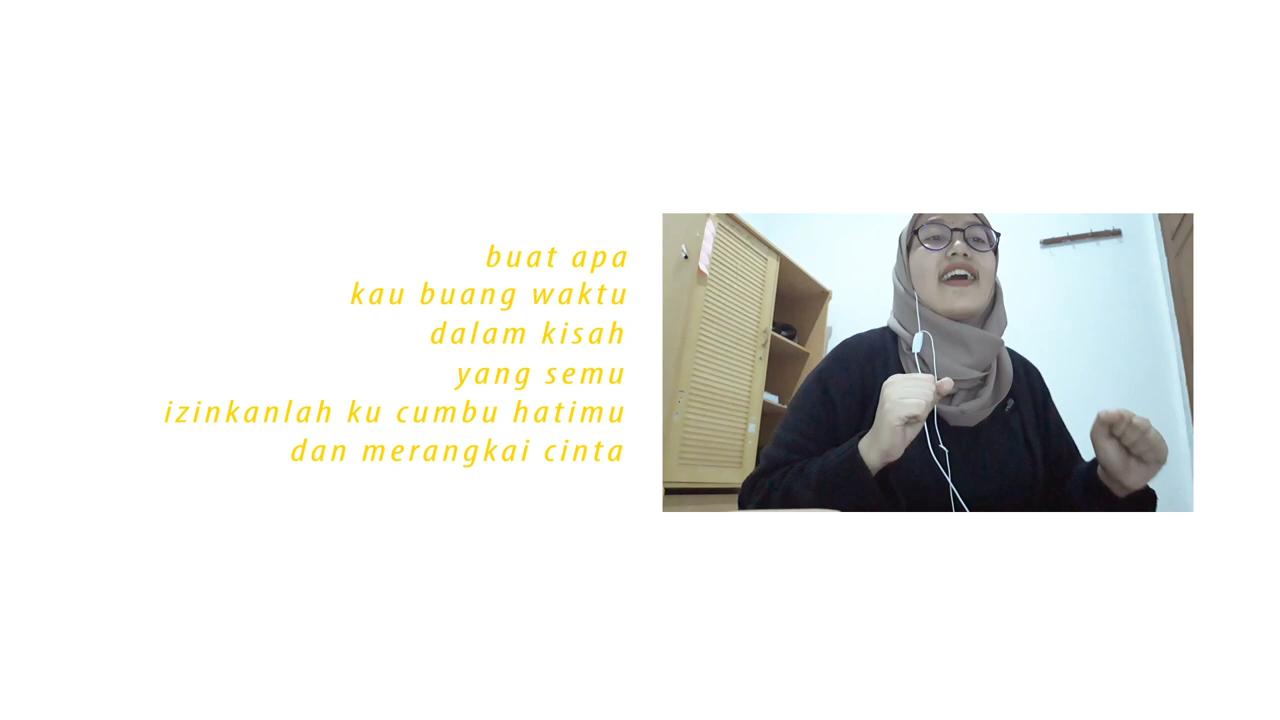 buat apa
kau buang waktu
dalam kisah
yang semu
izinkanlah ku cumbu hatimu
dan merangkai cinta